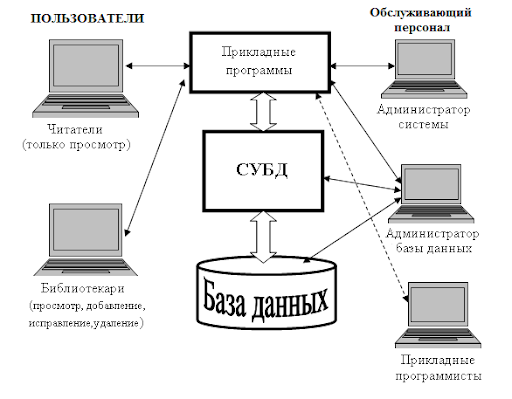 ПОЛЬЗОВАТЕЛИ
Обслуживающий
персонал
Прикладные
программы
Читатели
(только просмотр)
Администратор
системы
СУБД
Администратор
базы данных
Библиотекари
(просмотр, добавление,
исправление,удаление)
База данных
Прикладные
программисты